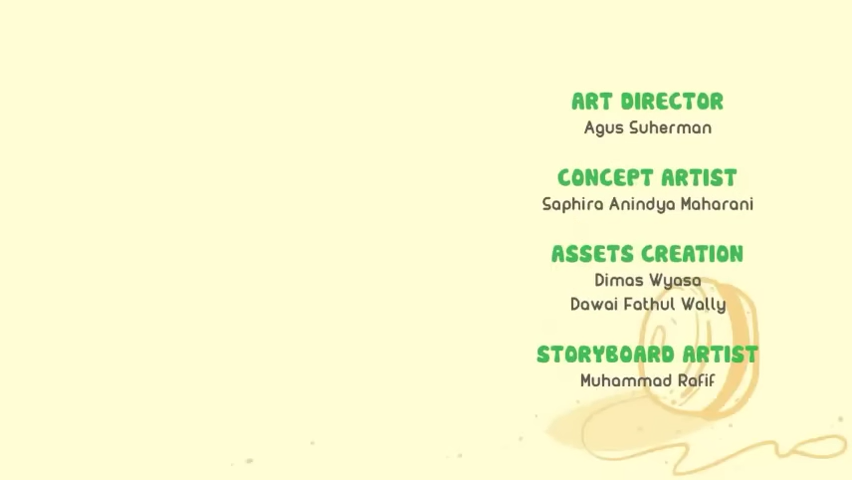 ART DIRECTOR
Agus Suherman
CONCEPT ARTIST
Saphira Anindya Maharani
ASSETS CREATION
Dimas Wyasa
Dawai Fathul Wally
STORYBOARD ARTIST
Muhammad Rafif